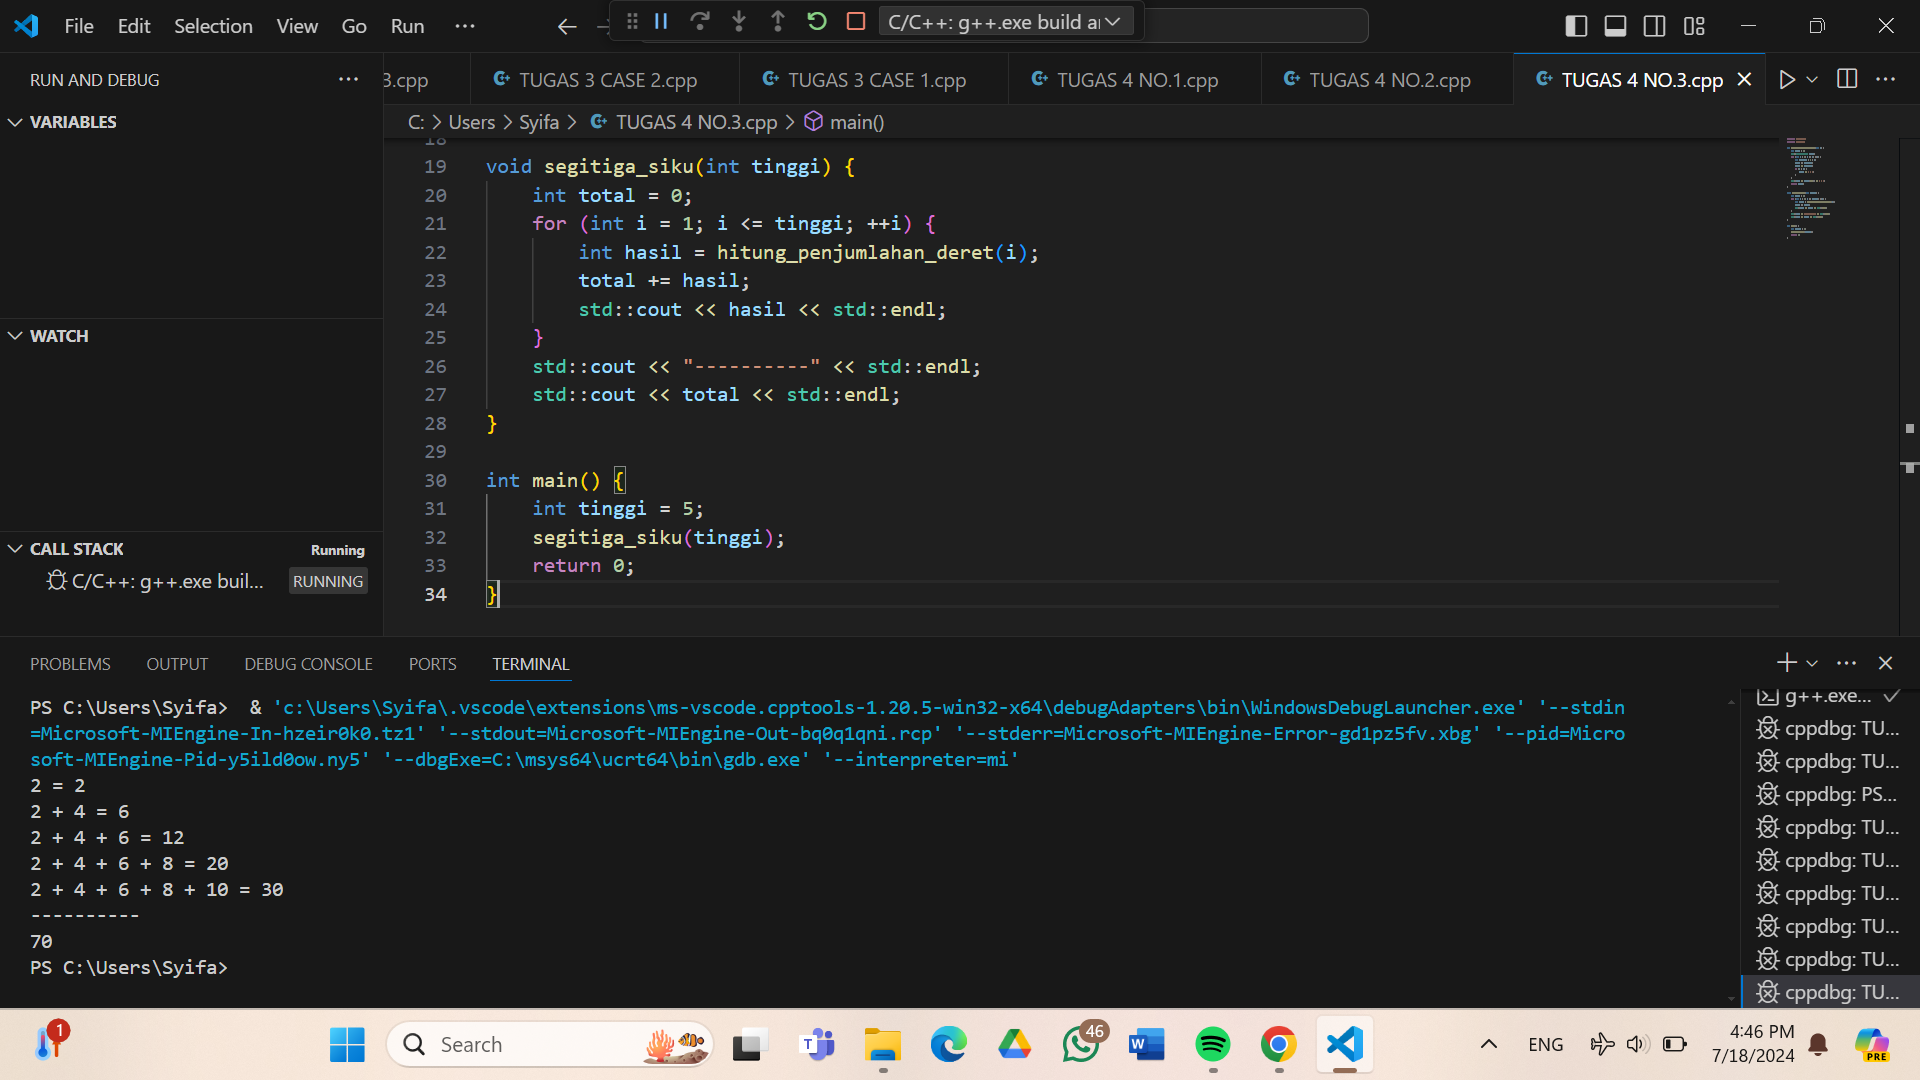 File Edit Selection View Go Run ··· C/C++: g++.exe build a
RUN AND DEBUG ···
3.cpp TUGAS 3 CASE 2.cpp TUGAS 3 CASE 1.cpp TUGAS 4 NO.1.cpp TUGAS 4 NO.2.cpp TUGAS 4 NO.3.cpp
VARIABLES
WATCH
CALL STACK Running
C/C++: g++.exe buil... RUNNING
C: > Users > Syifa > TUGAS 4 NO.3.cpp > main()
18
19 void segitiga_siku(int tinggi) {
20 int total = 0;
21 for (int i = 1; i <= tinggi; ++i) {
22 int hasil = hitung_penjumlahan_deret(i);
23 total += hasil;
24 std::cout << hasil << std::endl;
25 }
26 std::cout << "----------" << std::endl;
27 std::cout << total << std::endl;
28 }
29
30 int main() {
31 int tinggi = 5;
32 segitiga_siku(tinggi);
33 return 0;
34 }
PROBLEMS OUTPUT DEBUG CONSOLE PORTS TERMINAL
PS C:\Users\Syifa> & 'c:\Users\Syifa\.vscode\extensions\ms-vscode.cpptools-1.20.5-win32-x64\debugAdapters\bin\WindowsDebugLauncher.exe' '--stdin
=Microsoft-MIEngine-In-hzeir0k0.tz1' '--stdout=Microsoft-MIEngine-Out-bq0q1qni.rcp' '--stderr=Microsoft-MIEngine-Error-gd1pz5fv.xbg' '--pid=Micro
soft-MIEngine-Pid-y5ild0ow.ny5' '--dbgExe=C:\msys64\ucrt64\bin\gdb.exe' '--interpreter=mi'
2 = 2
2 + 4 = 6
2 + 4 + 6 = 12
2 + 4 + 6 + 8 = 20
2 + 4 + 6 + 8 + 10 = 30
----------
70
PS C:\Users\Syifa>
g++.exe...
cppdbg: TU...
cppdbg: TU...
cppdbg: PS...
cppdbg: TU...
cppdbg: TU...
cppdbg: TU...
cppdbg: TU...
cppdbg: TU...
cppdbg: TU...
1
Search
46
ENG
4:46 PM
7/18/2024
PRE